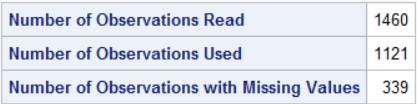 Number of Observations Read 1460
Number of Observations Used 1121
Number of Observations with Missing Values 339